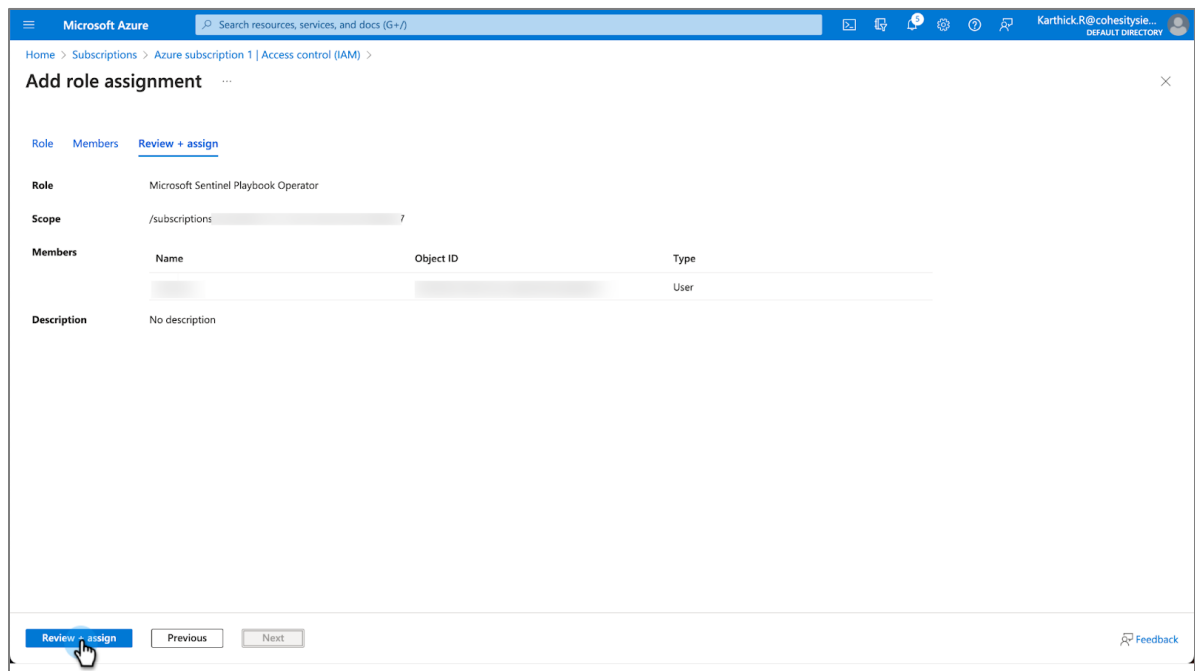 Microsoft Azure
Search resources, services, and docs (G+/)
5
Karthick.R@cohesitysie...
DEFAULT DIRECTORY
Home > Subscriptions > Azure subscription 1 | Access control (IAM) >
Add role assignment ...
Role Members Review + assign
Role Microsoft Sentinel Playbook Operator
Scope /subscriptions
Members
Name Object ID Type
User
Description No description
Review + assign Previous Next
Feedback